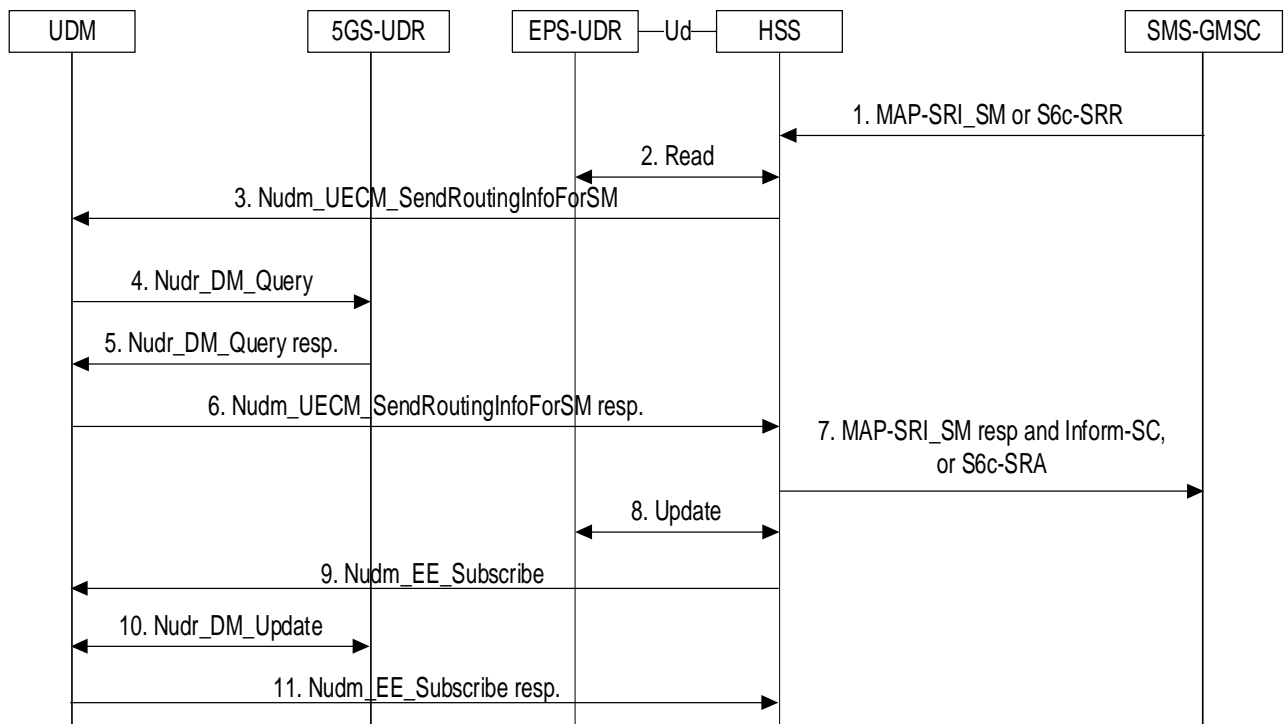 UDM
5GS-UDR
EPS-UDR
Ud
HSS
SMS-GMSC
1. MAP-SRI_SM or S6c-SRR
2. Read
3. Nudm_UECM_SendRoutingInfoForSM
4. Nudr_DM_Query
5. Nudr_DM_Query resp.
6. Nudm_UECM_SendRoutingInfoForSM resp.
7. MAP-SRI_SM resp and Inform-SC,
or S6c-SRA
8. Update
9. Nudm_EE_Subscribe
10. Nudr_DM_Update
11. Nudm_EE_Subscribe resp.